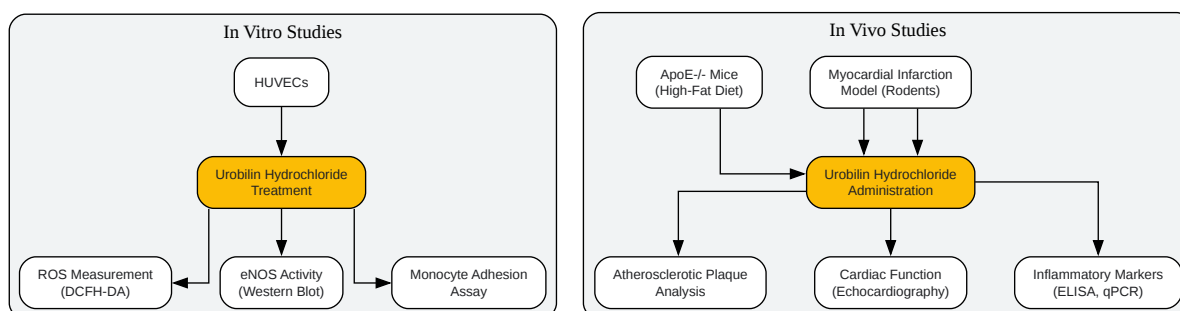 In Vitro Studies
HUVECs
Urobilin Hydrochloride
Treatment
ROS Measurement
(DCFH-DA)
eNOS Activity
(Western Blot)
Monocyte Adhesion
Assay
In Vivo Studies
ApoE-/- Mice
(High-Fat Diet)
Myocardial Infarction
Model (Rodents)
Urobilin Hydrochloride
Administration
Atherosclerotic Plaque
Analysis
Cardiac Function
(Echocardiography)
Inflammatory Markers
(ELISA, qPCR)